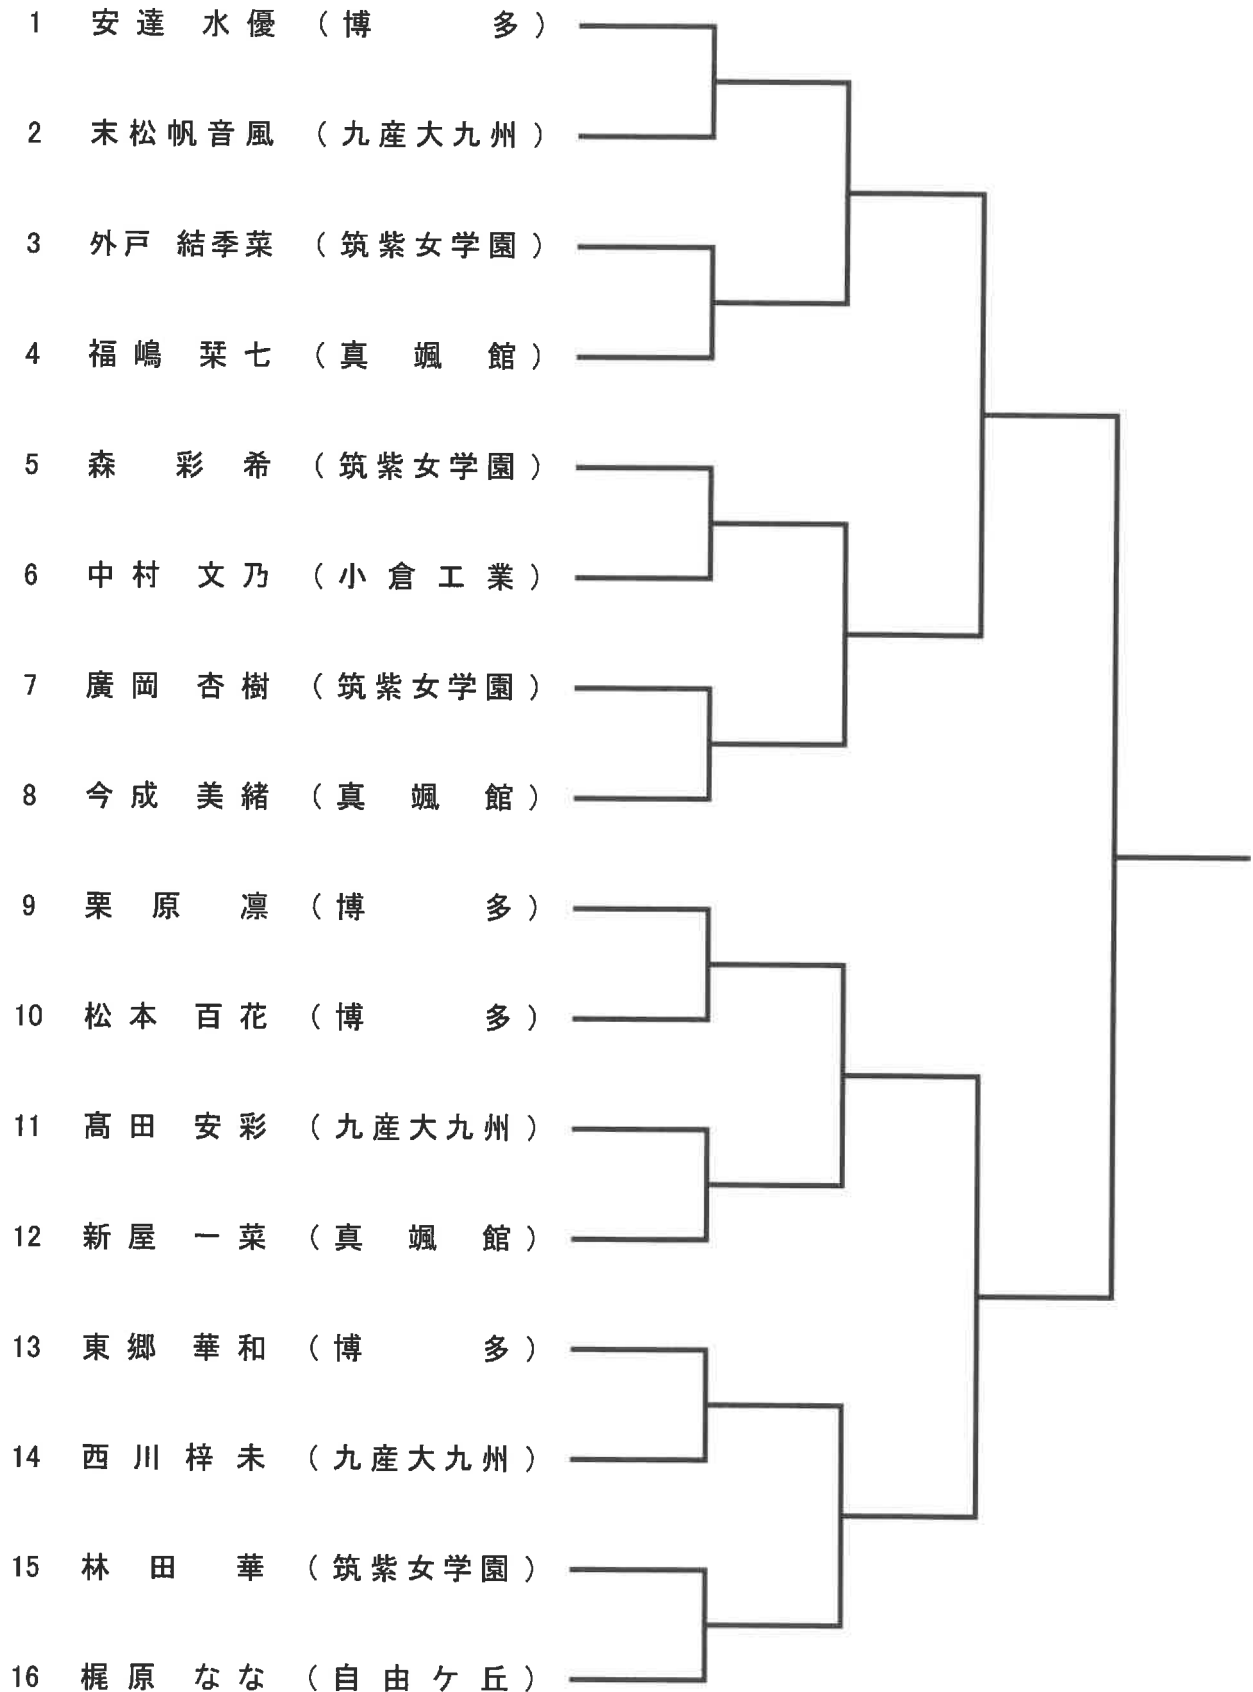 1 安達 水優 （博多）
2 末松帆音風 （九産大九州）
3 外戸 結季菜 （筑紫女学園）
4 福嶋 栞七 （真颯館）
5 森 彩希 （筑紫女学園）
6 中村 文乃 （小倉工業）
7 廣岡 杏樹 （筑紫女学園）
8 今成 美緒 （真颯館）
9 栗原 凛 （博多）
10 松本 百花 （博多）
11 髙田 安彩 （九産大九州）
12 新屋 一菜 （真颯館）
13 東郷 華和 （博多）
14 西川梓未 （九産大九州）
15 林田 華 （筑紫女学園）
16 梶原 なな （自由ケ丘）